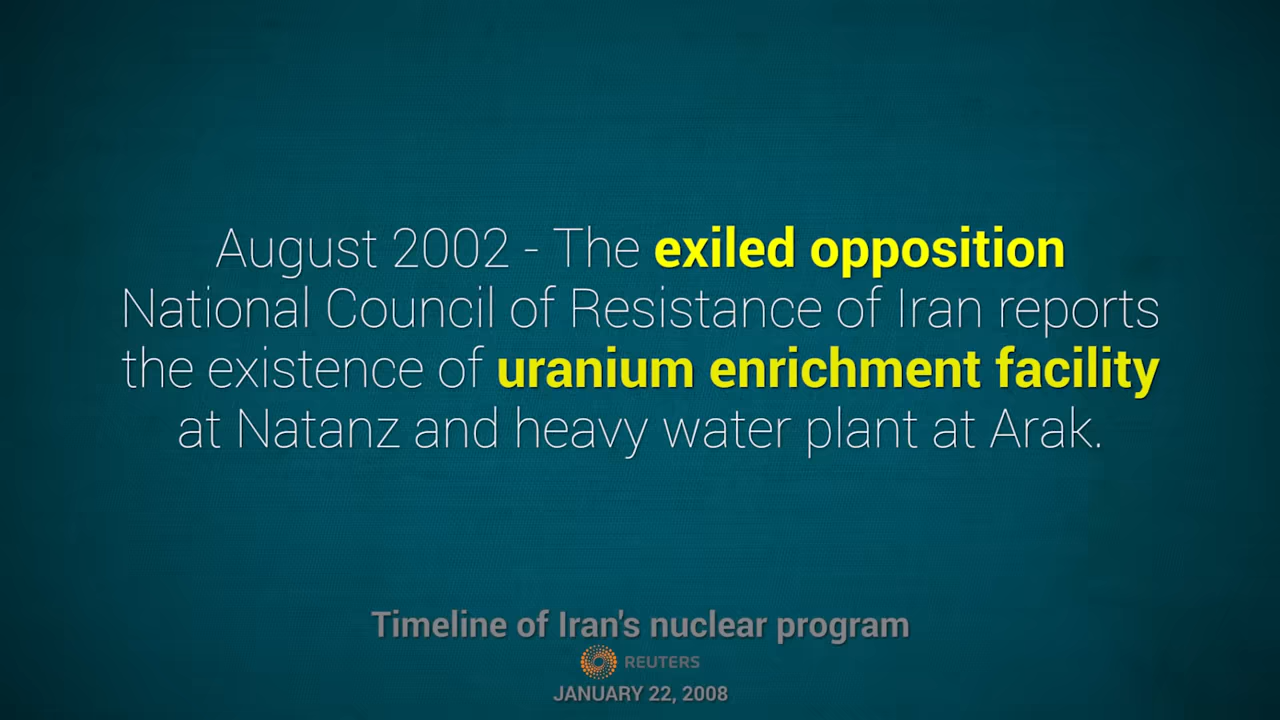 August 2002 - The exiled opposition
National Council of Resistance of Iran reports
the existence of uranium enrichment facility
at Natanz and heavy water plant at Arak.
Timeline of Iran's nuclear program
REUTERS
JANUARY 22, 2008